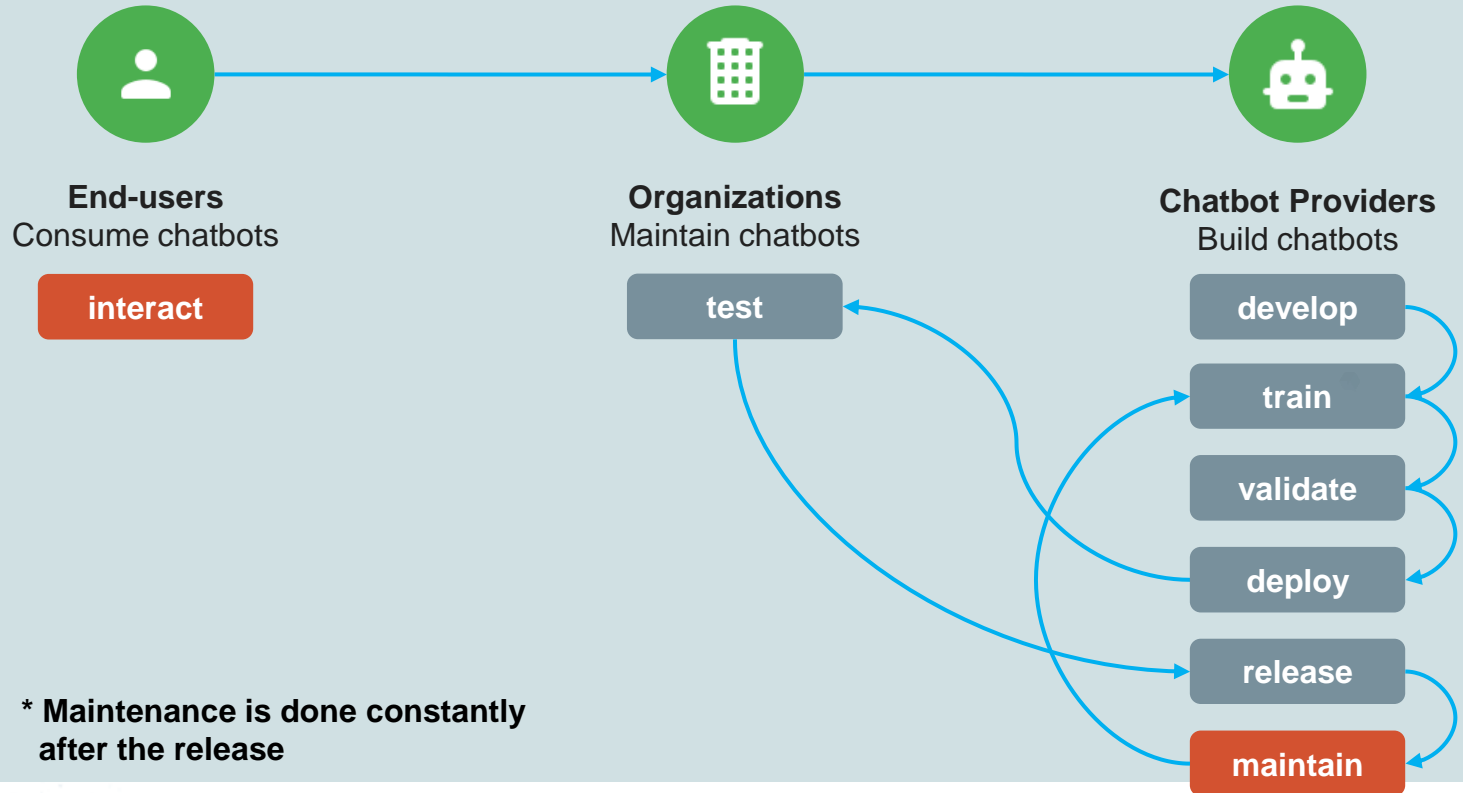 End-users
Consume chatbots
interact
Organizations
Maintain chatbots
test
Chatbot Providers
Build chatbots
develop
train
validate
deploy
release
maintain
* Maintenance is done constantly
after the release